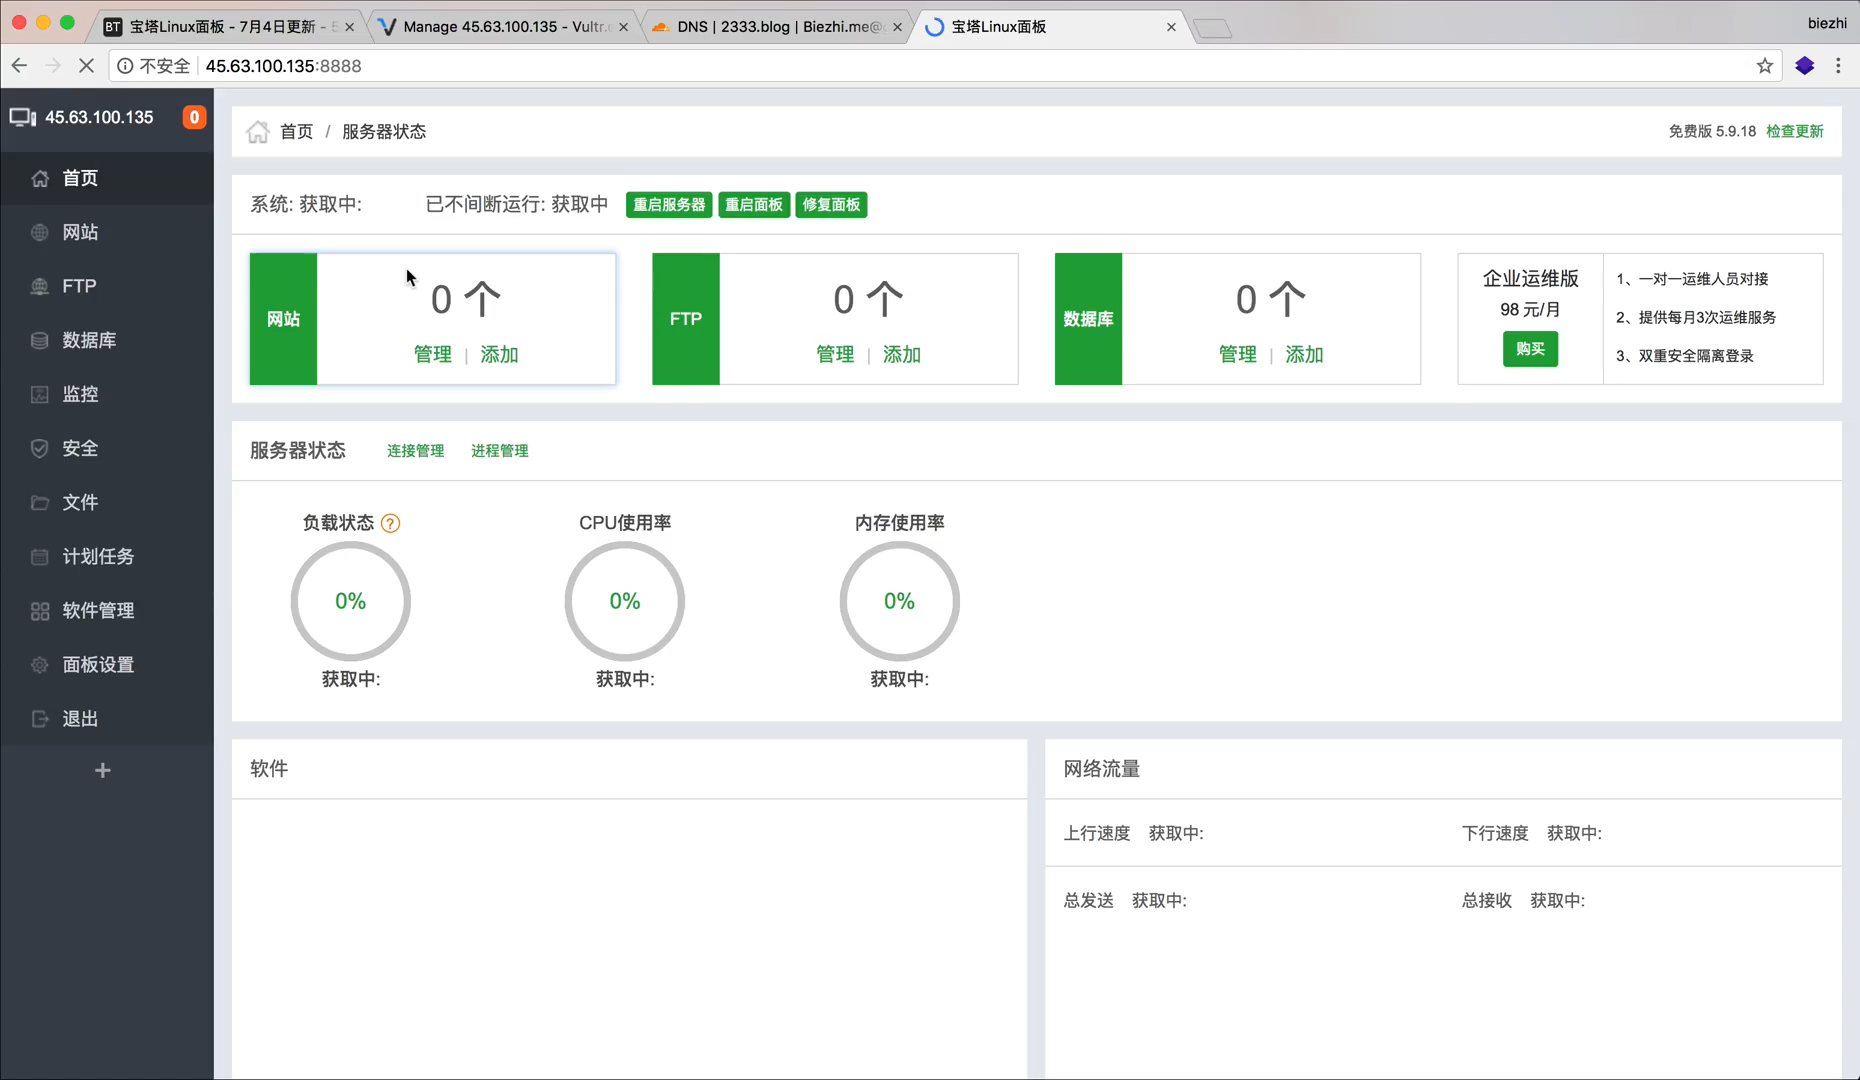 宝塔Linux面板 - 7月4日更新 - 5
Manage 45.63.100.135 - Vultr.c
DNS | 2333.blog | Biezhi.me@g
宝塔Linux面板
biezhi
不安全 45.63.100.135:8888
45.63.100.135 0
首页
网站
FTP
数据库
监控
安全
文件
计划任务
软件管理
面板设置
退出
首页 / 服务器状态
免费版 5.9.18 检查更新
系统: 获取中: 已不间断运行: 获取中 重启服务器 重启面板 修复面板
网站
0 个
管理 | 添加
FTP
0 个
管理 | 添加
数据库
0 个
管理 | 添加
企业运维版
98 元/月
购买
1、一对一运维人员对接
2、提供每月3次运维服务
3、双重安全隔离登录
服务器状态 连接管理 进程管理
负载状态 ? CPU使用率 内存使用率
0% 0% 0%
获取中: 获取中: 获取中:
软件
网络流量
上行速度 获取中: 下行速度 获取中:
总发送 获取中: 总接收 获取中: